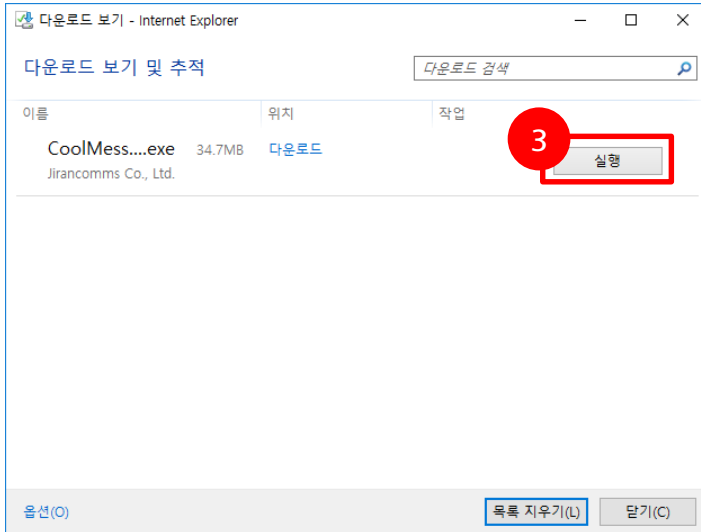 다운로드 보기 - Internet Explorer
다운로드 보기 및 추적
다운로드 검색
이름 위치 작업
3
CoolMess....exe 34.7MB 다운로드 실행
Jirancomms Co., Ltd.
옵션(O) 목록 지우기(L) 닫기(C)